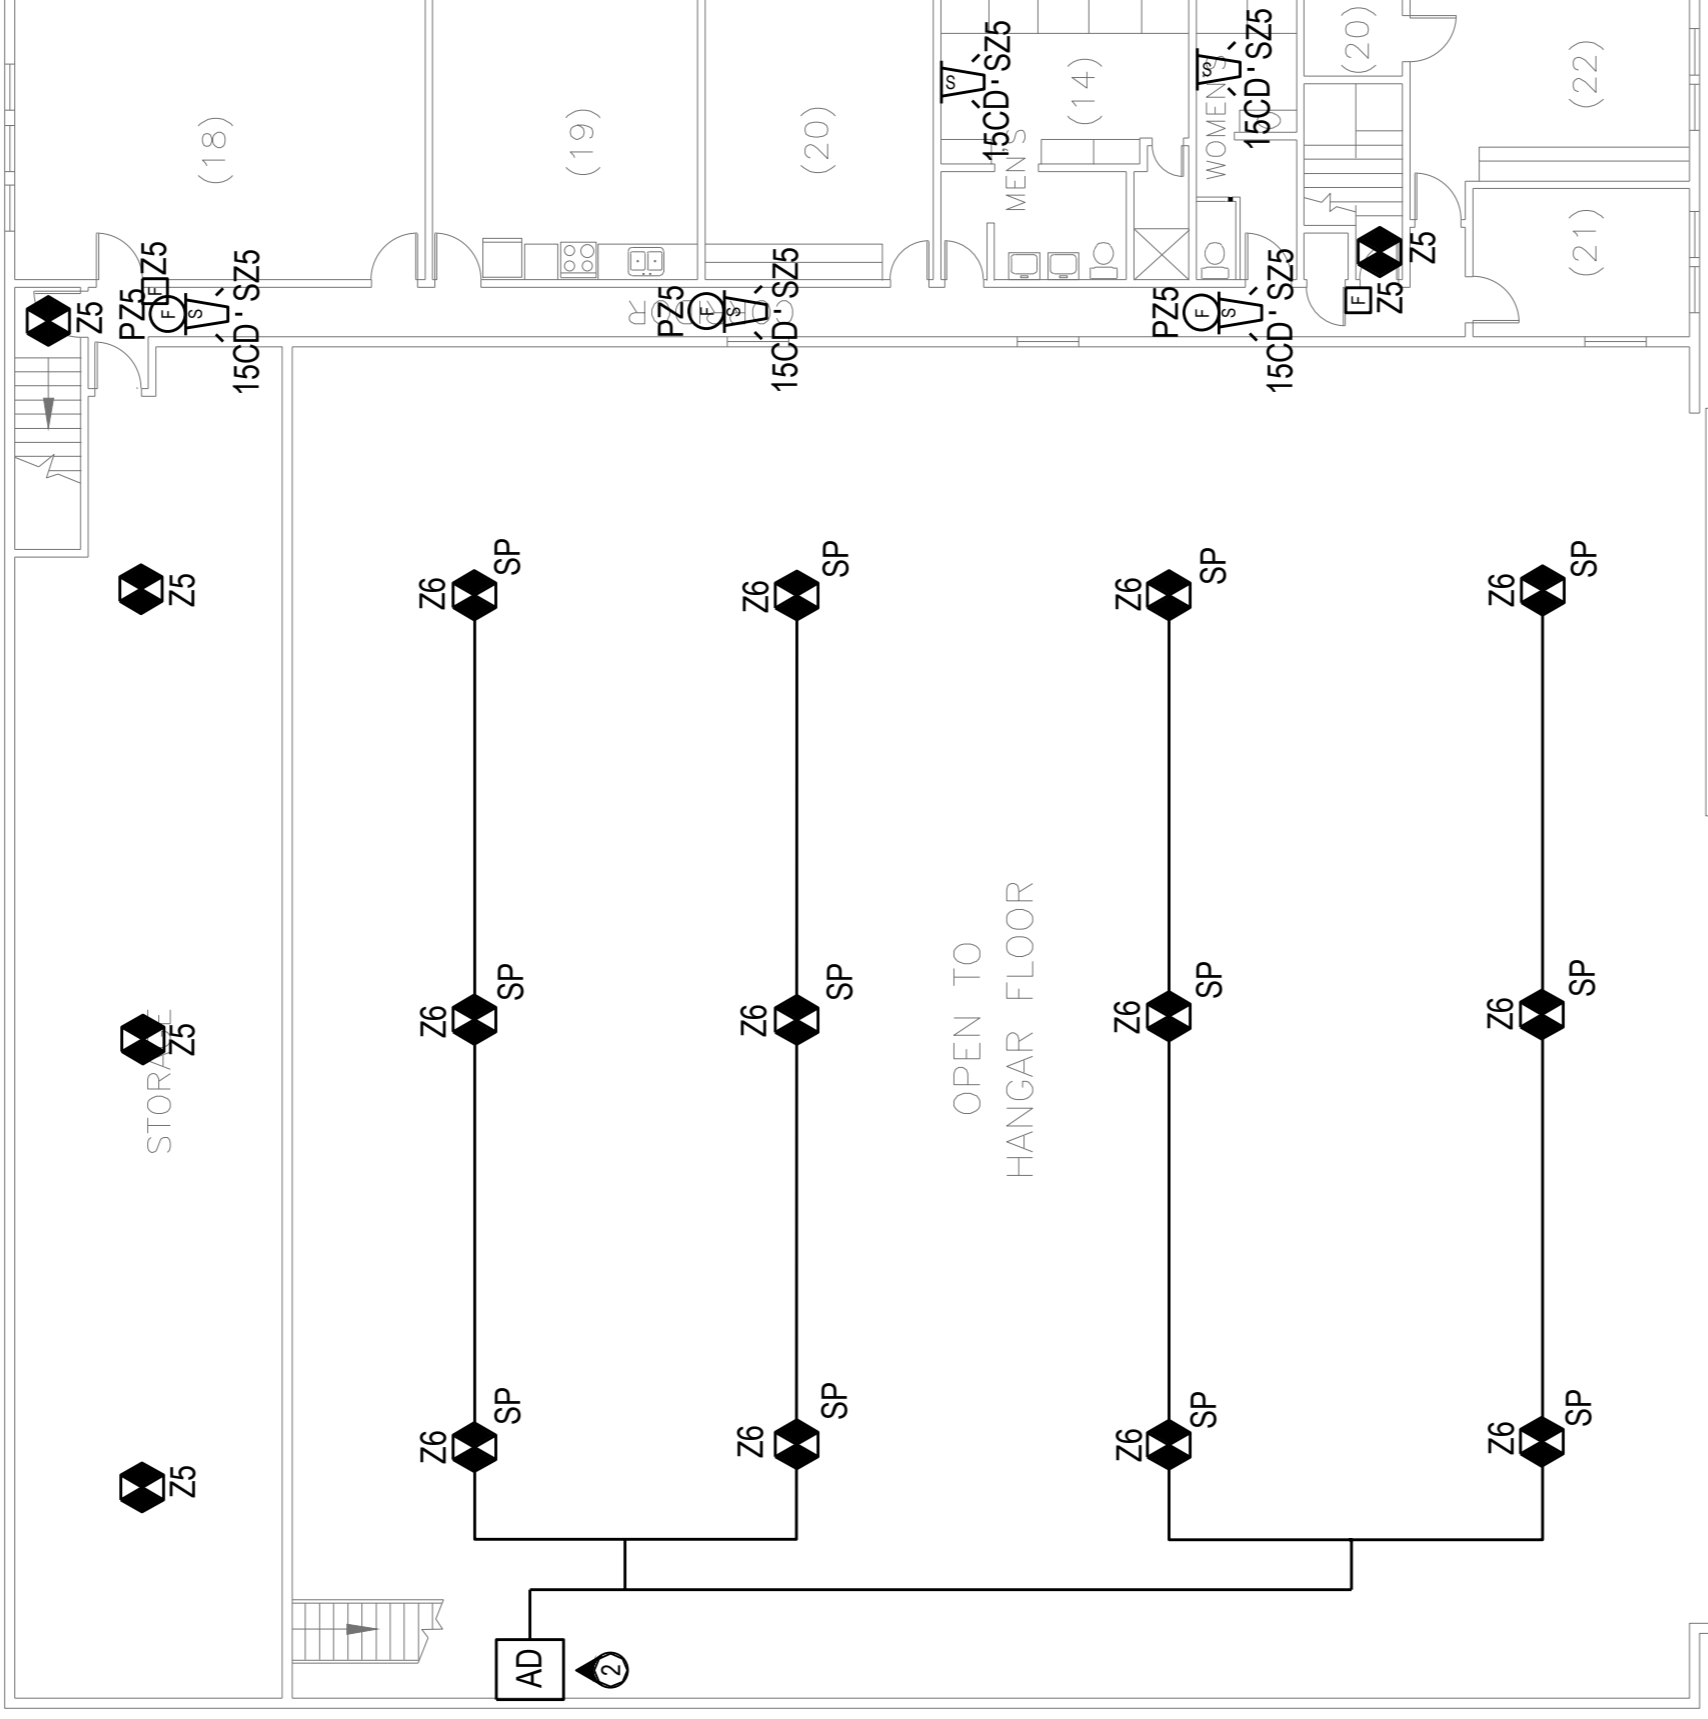 (18)
(19)
(20)
MEN'S
(14)
WOMEN'S
(20)
(22)
(21)
S
15CD
SZ5
S
15CD
SZ5
Z5
PZ5
F
Z5
F
S
15CD
SZ5
CORRIDOR
PZ5
F
S
15CD
SZ5
PZ5
F
S
15CD
SZ5
F
Z5
Z5
Z5
STORAGE
Z5
Z5
Z6
SP
Z6
SP
Z6
SP
Z6
SP
Z6
SP
Z6
SP
OPEN TO
HANGAR FLOOR
Z6
SP
Z6
SP
Z6
SP
Z6
SP
Z6
SP
Z6
SP
AD
2